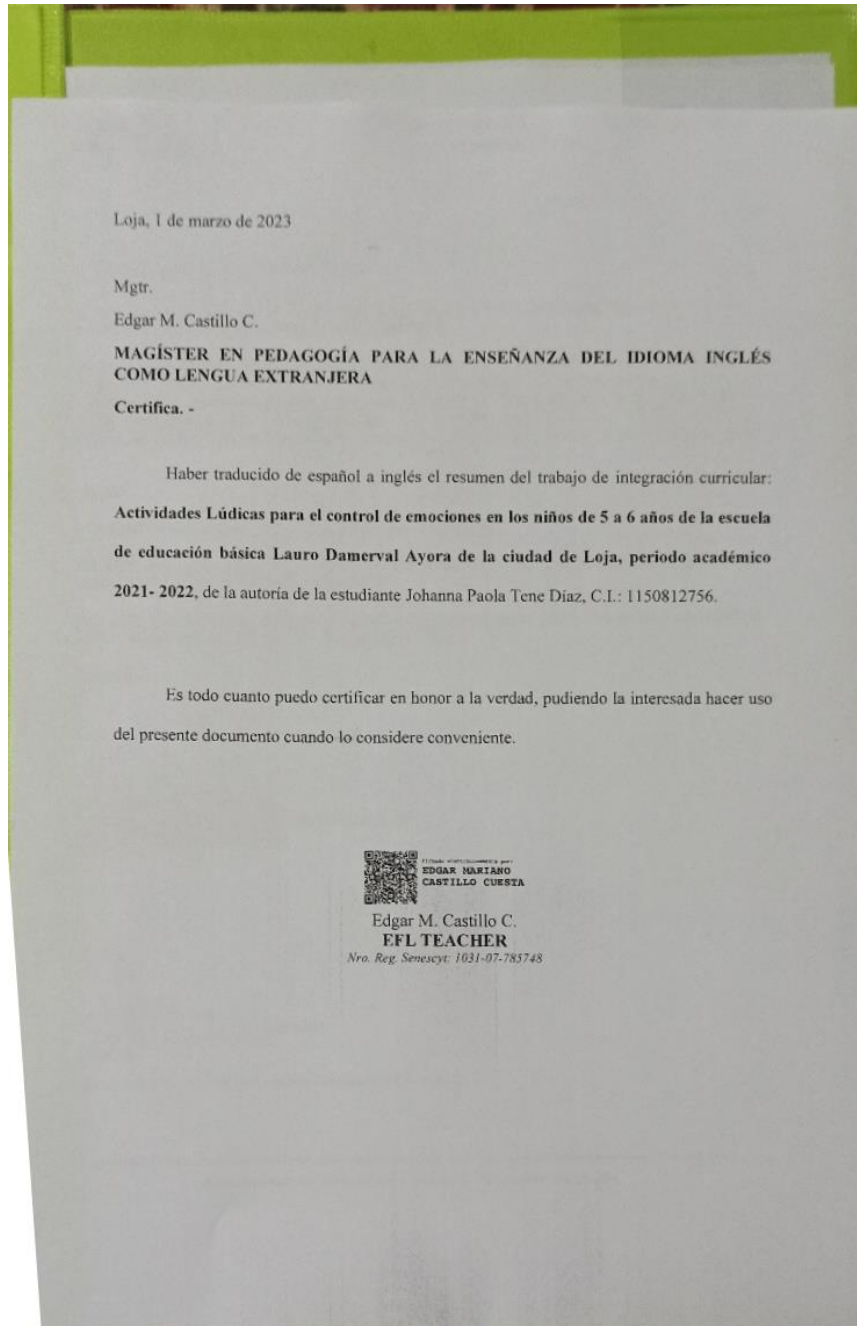 Loja, 1 de marzo de 2023
Mgtr.
Edgar M. Castillo C.
MAGÍSTER EN PEDAGOGÍA PARA LA ENSEÑANZA DEL IDIOMA INGLÉS
COMO LENGUA EXTRANJERA
Certifica. -
Haber traducido de español a inglés el resumen del trabajo de integración curricular:
Actividades Lúdicas para el control de emociones en los niños de 5 a 6 años de la escuela
de educación básica Lauro Damerval Ayora de la ciudad de Loja, periodo académico
2021- 2022, de la autoría de la estudiante Johanna Paola Tene Díaz, C.I.: 1150812756.
Es todo cuanto puedo certificar en honor a la verdad, pudiendo la interesada hacer uso
del presente documento cuando lo considere conveniente.
Firmado electrónicamente por:
EDGAR MARIANO
CASTILLO CUESTA
Edgar M. Castillo C.
EFL TEACHER
Nro. Reg. Senescyt: 1031-07-785748